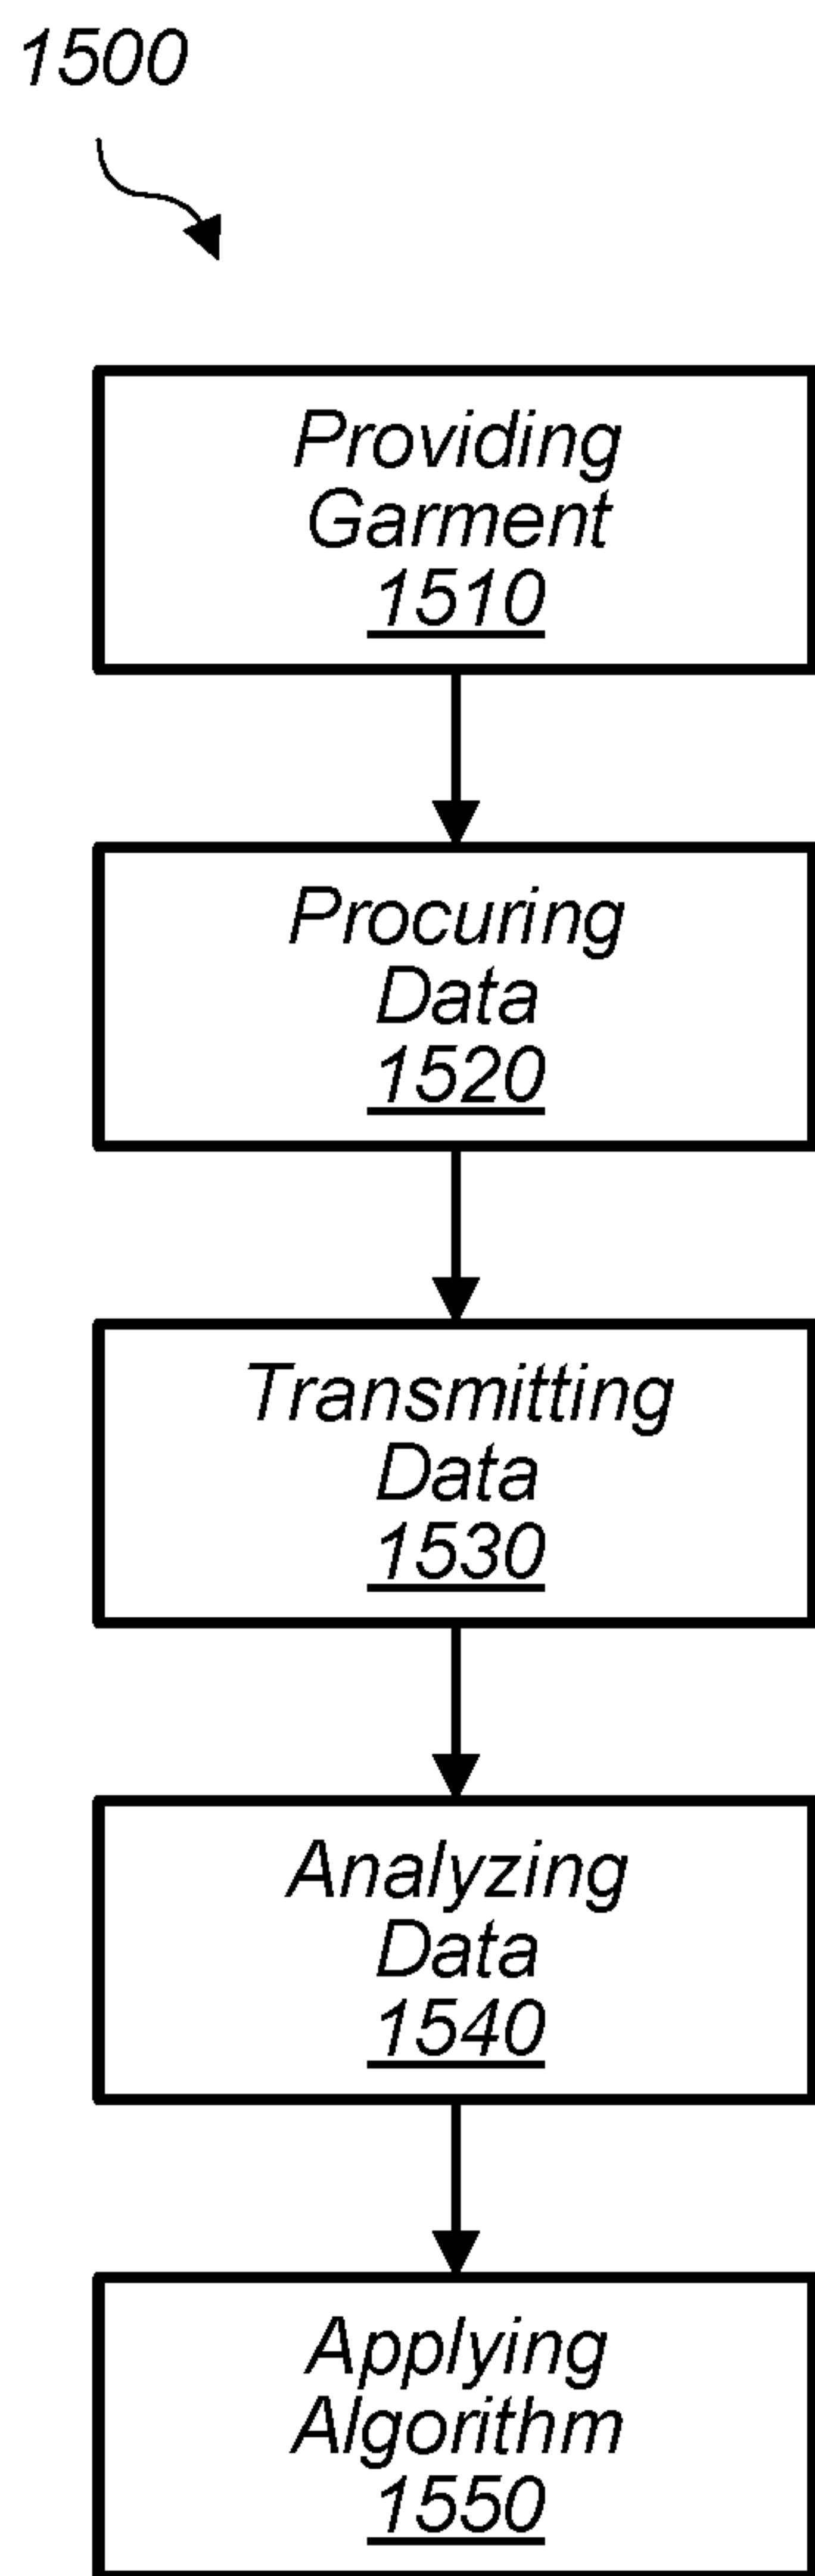 1500
Providing
Garment
1510
Procuring
Data
1520
Transmitting
Data
1530
Analyzing
Data
1540
Applying
Algorithm
1550